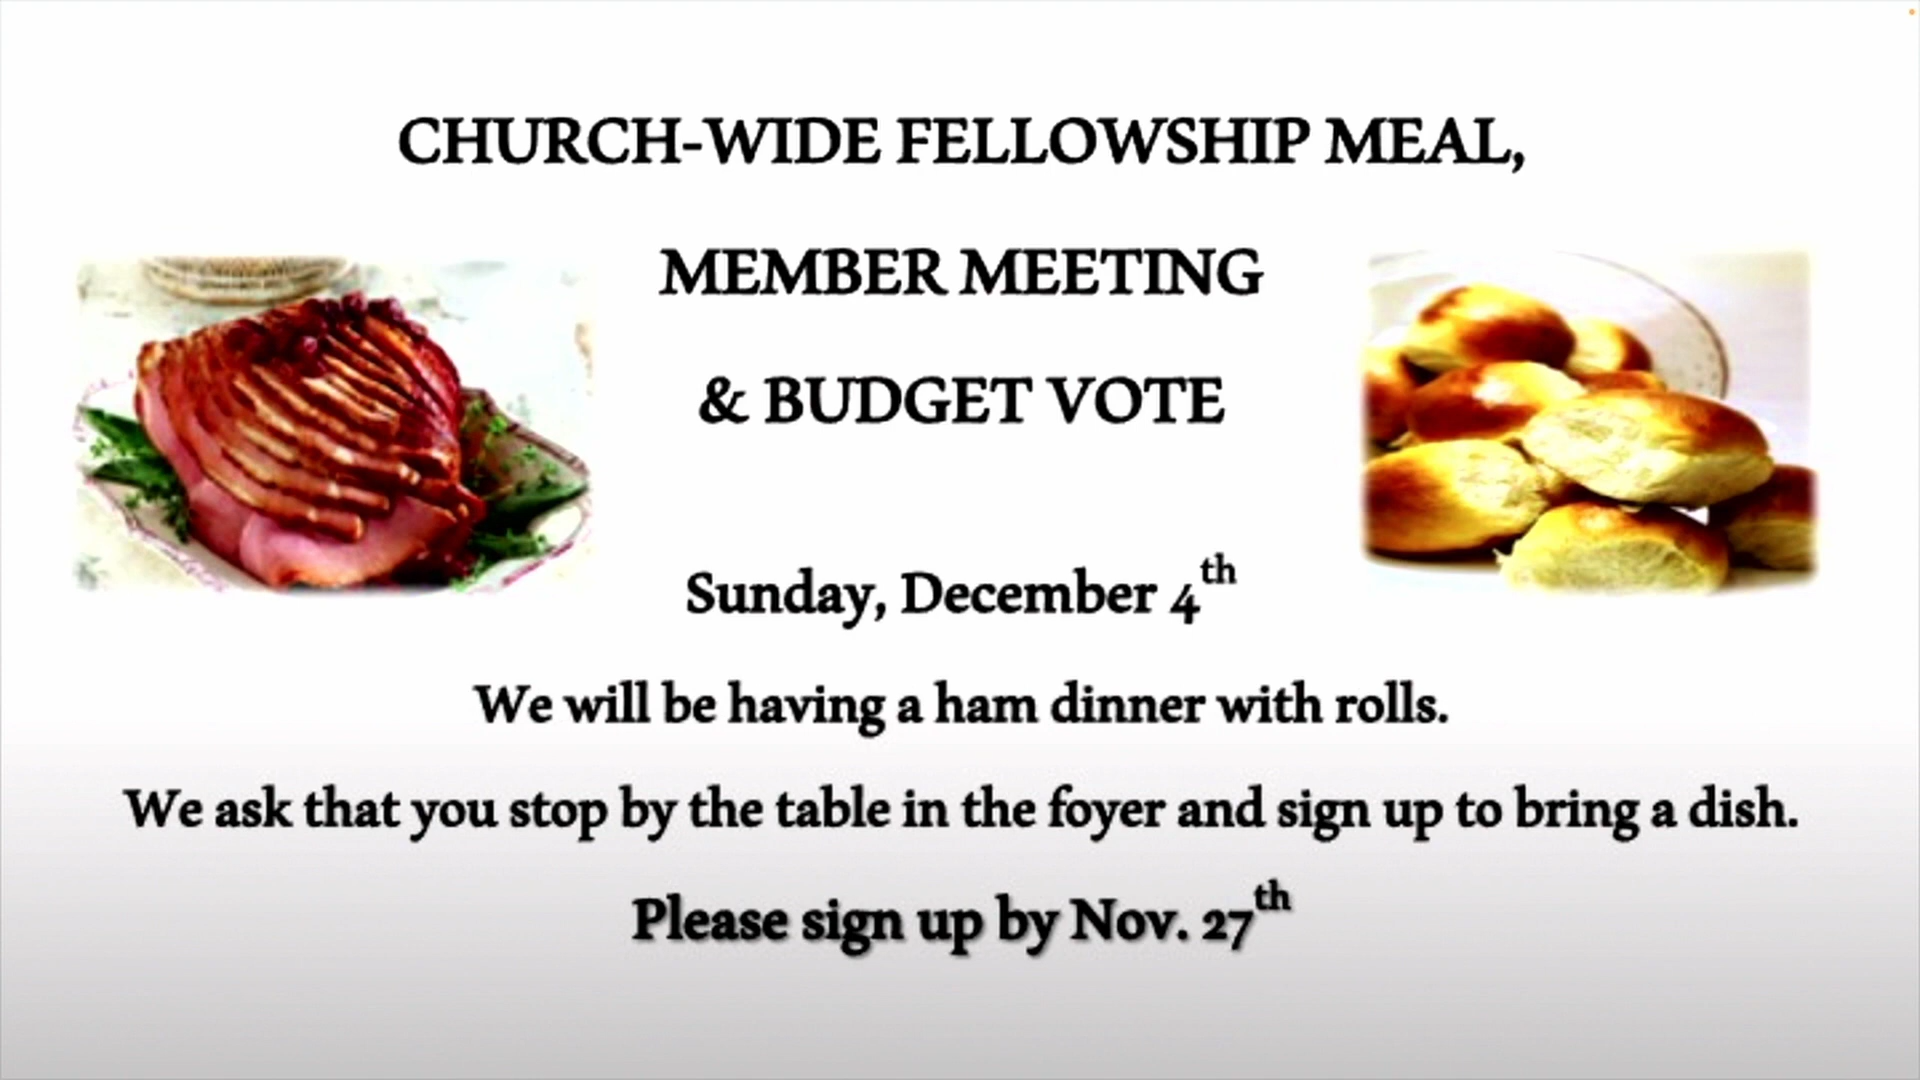 CHURCH-WIDE FELLOWSHIP MEAL,
MEMBER MEETING
& BUDGET VOTE
Sunday, December 4th
We will be having a ham dinner with rolls.
We ask that you stop by the table in the foyer and sign up to bring a dish.
Please sign up by Nov. 27th